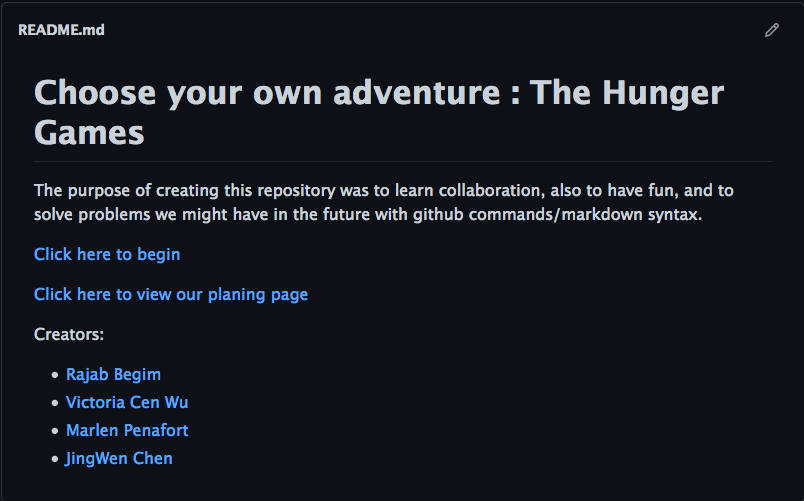 README.md
Choose your own adventure : The Hunger
Games
The purpose of creating this repository was to learn collaboration, also to have fun, and to
solve problems we might have in the future with github commands/markdown syntax.
Click here to begin
Click here to view our planing page
Creators:
• Rajab Begim
• Victoria Cen Wu
• Marlen Penafort
• JingWen Chen